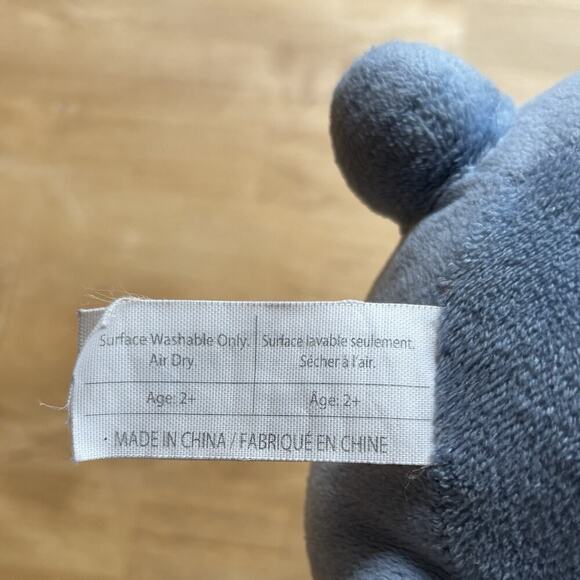 Surface Washable Only.
Air Dry.
Surface lavable seulement.
Sécher à l'air.
Age: 2+
Âge: 2+
· MADE IN CHINA / FABRIQUÉ EN CHINE